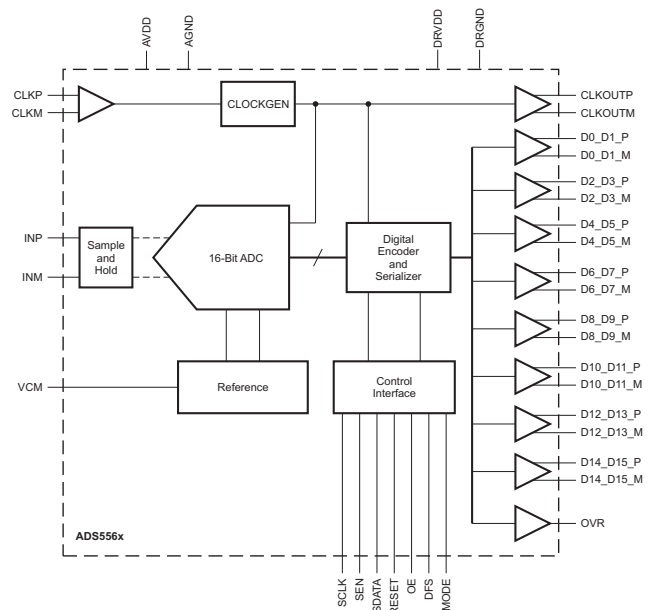 AVDD
AGND
DRVDD
DRGND
CLKP
CLKM
CLOCKGEN
CLKOUTP
CLKOUTM
D0_D1_P
D0_D1_M
D2_D3_P
D2_D3_M
D4_D5_P
D4_D5_M
D6_D7_P
D6_D7_M
D8_D9_P
D8_D9_M
D10_D11_P
D10_D11_M
D12_D13_P
D12_D13_M
D14_D15_P
D14_D15_M
OVR
INP
INM
Sample
and
Hold
16-Bit ADC
Digital
Encoder
and
Serializer
VCM
Reference
Control
Interface
ADS556x
SCLK
SEN
SDATA
RESET
OE
DFS
MODE